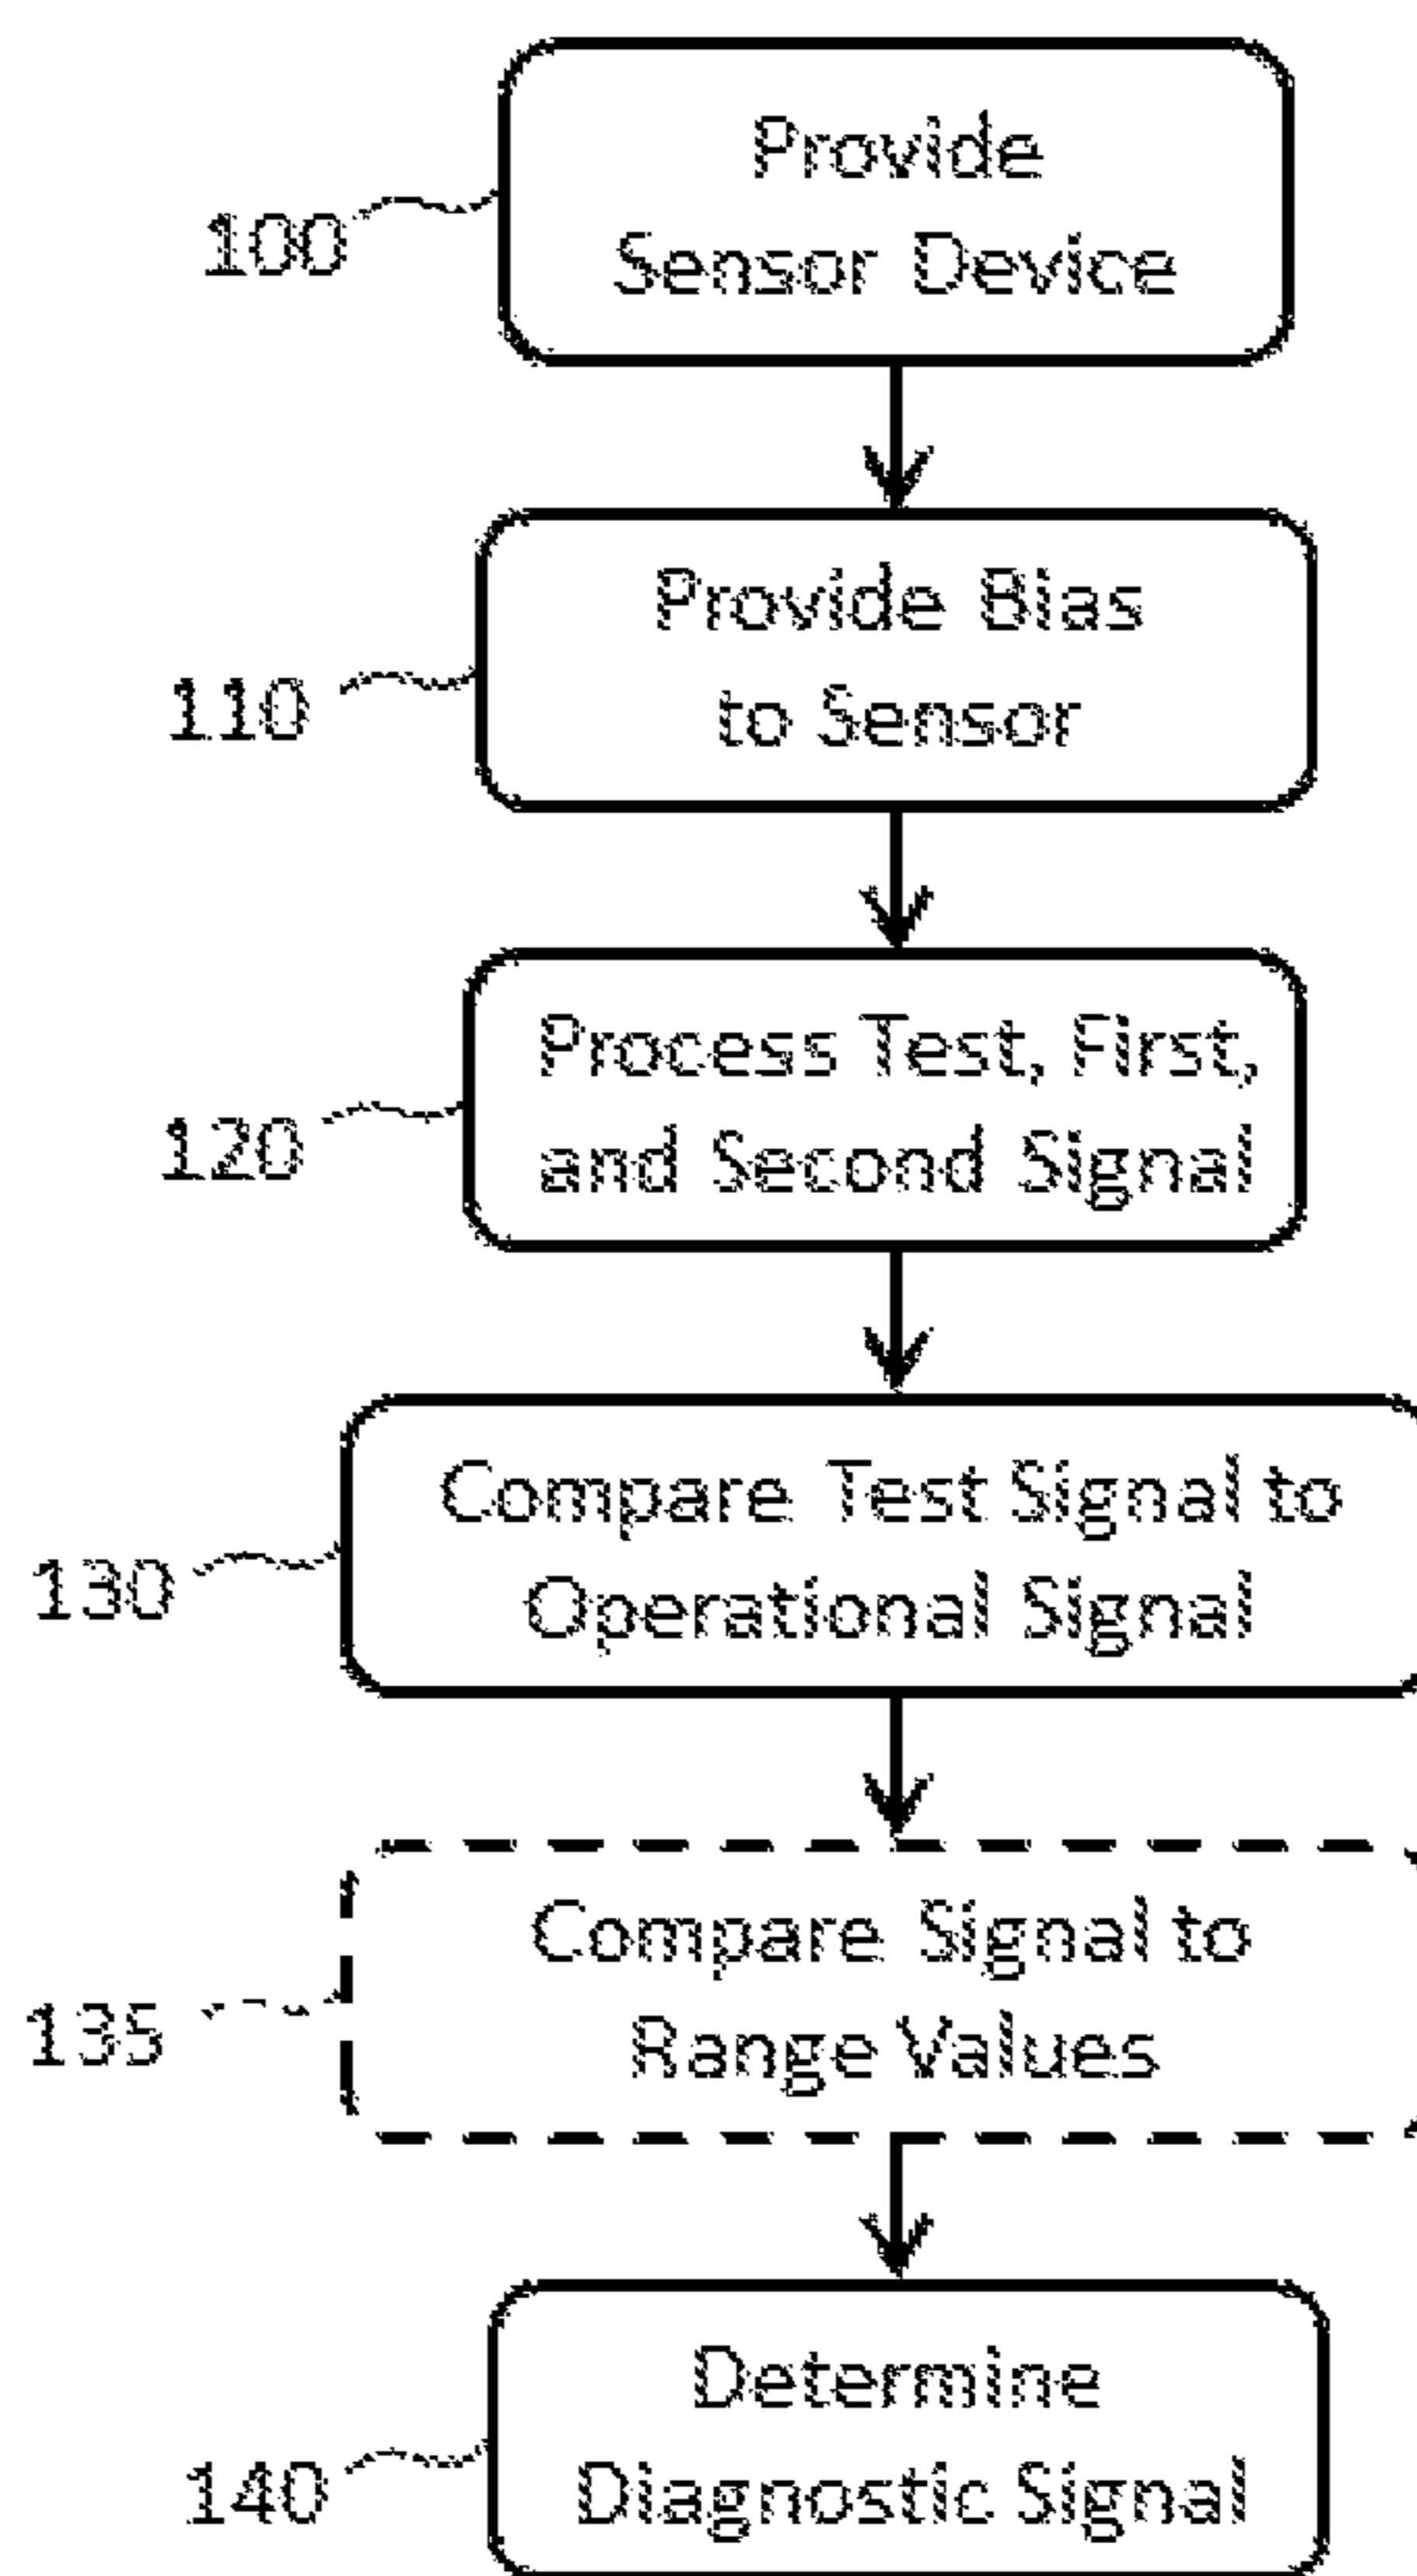 Provide
Sensor Device
100
Provide Bias
to Sensor
110
Process Test, First,
and Second Signal
120
Compare Test Signal to
Operational Signal
130
Compare Signal to
Range Values
135
Determine
Diagnostic Signal
140